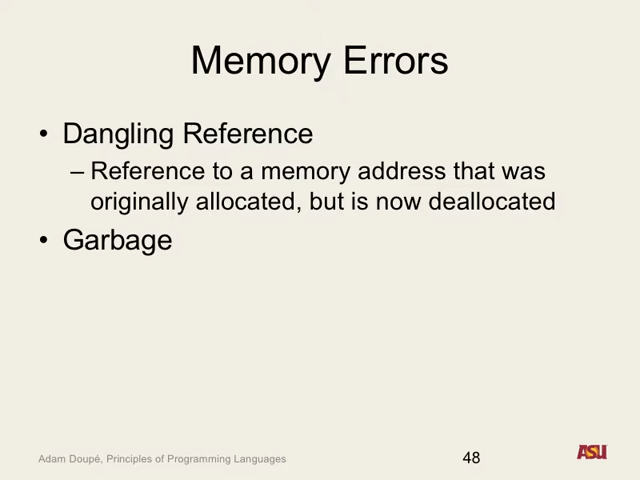 Memory Errors
• Dangling Reference
– Reference to a memory address that was
originally allocated, but is now deallocated
• Garbage
Adam Doupé, Principles of Programming Languages
48
ASU